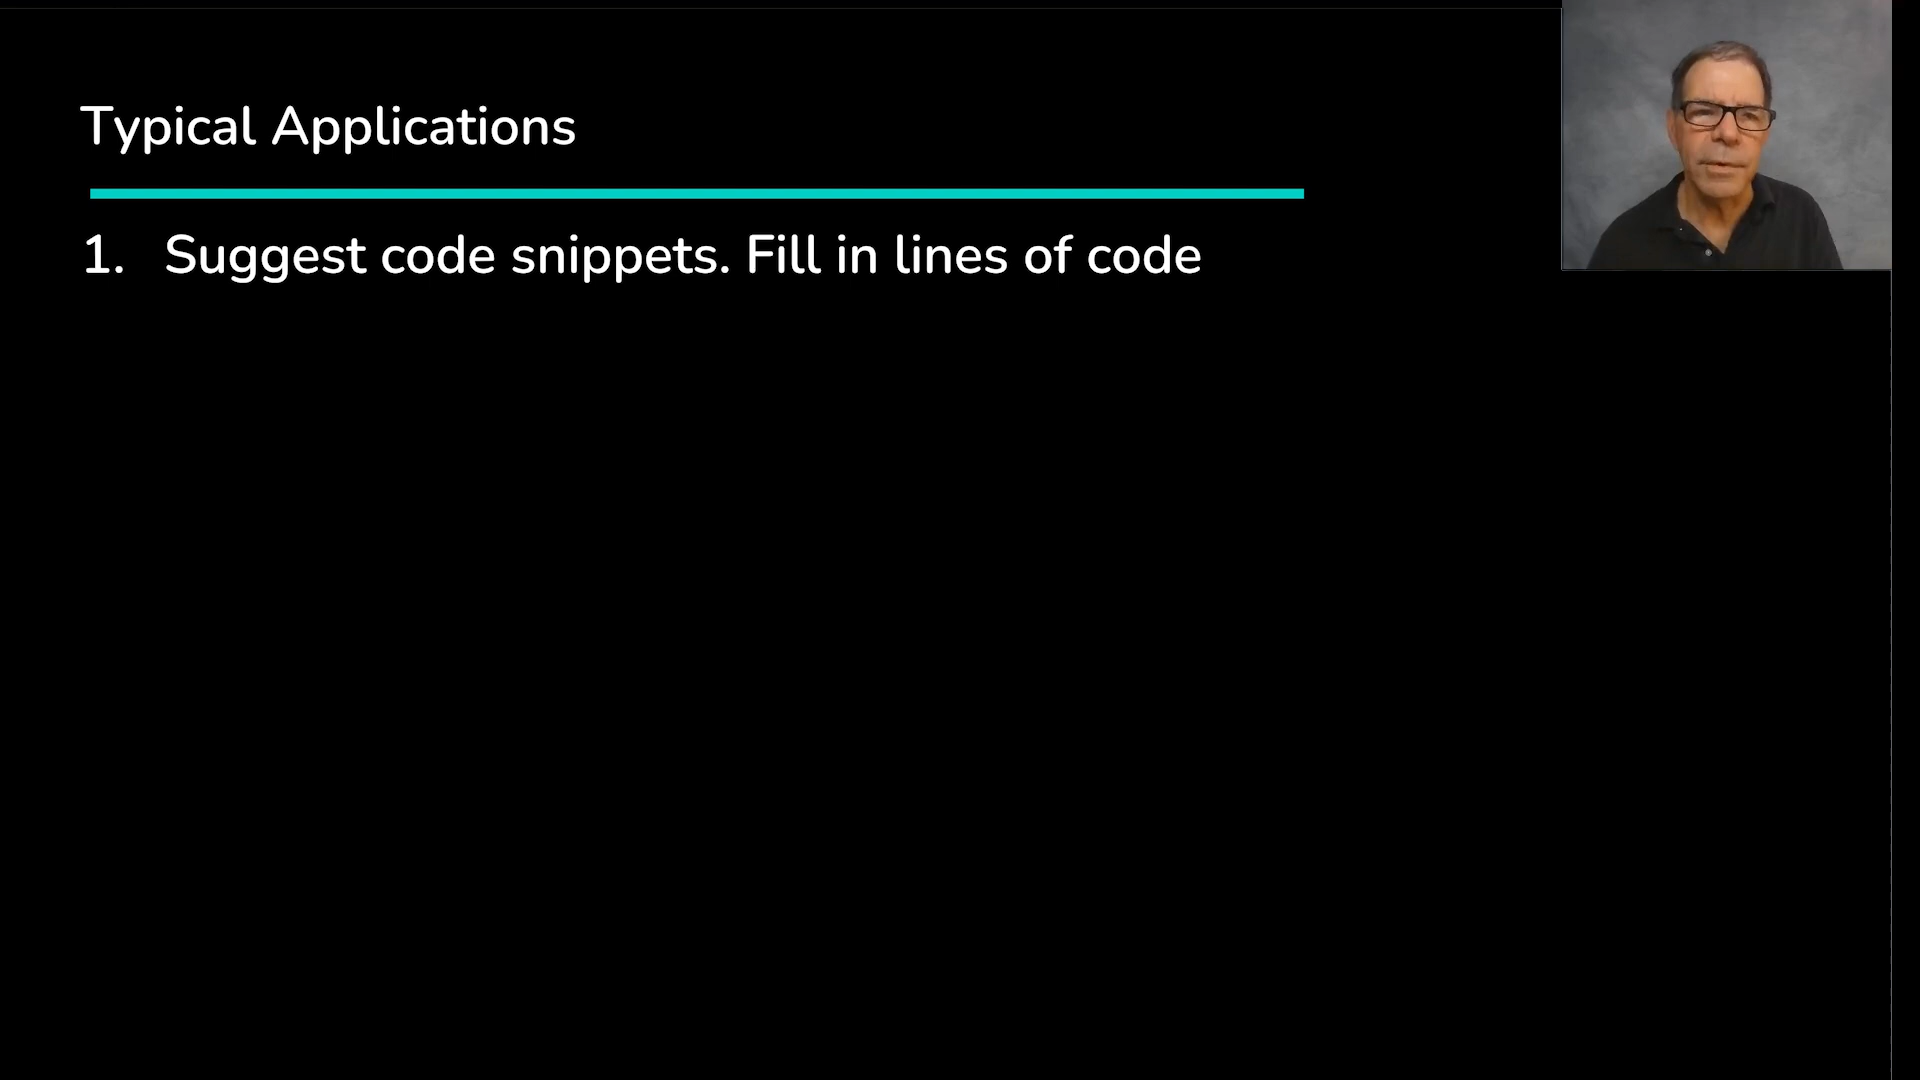 Typical Applications
1. Suggest code snippets. Fill in lines of code